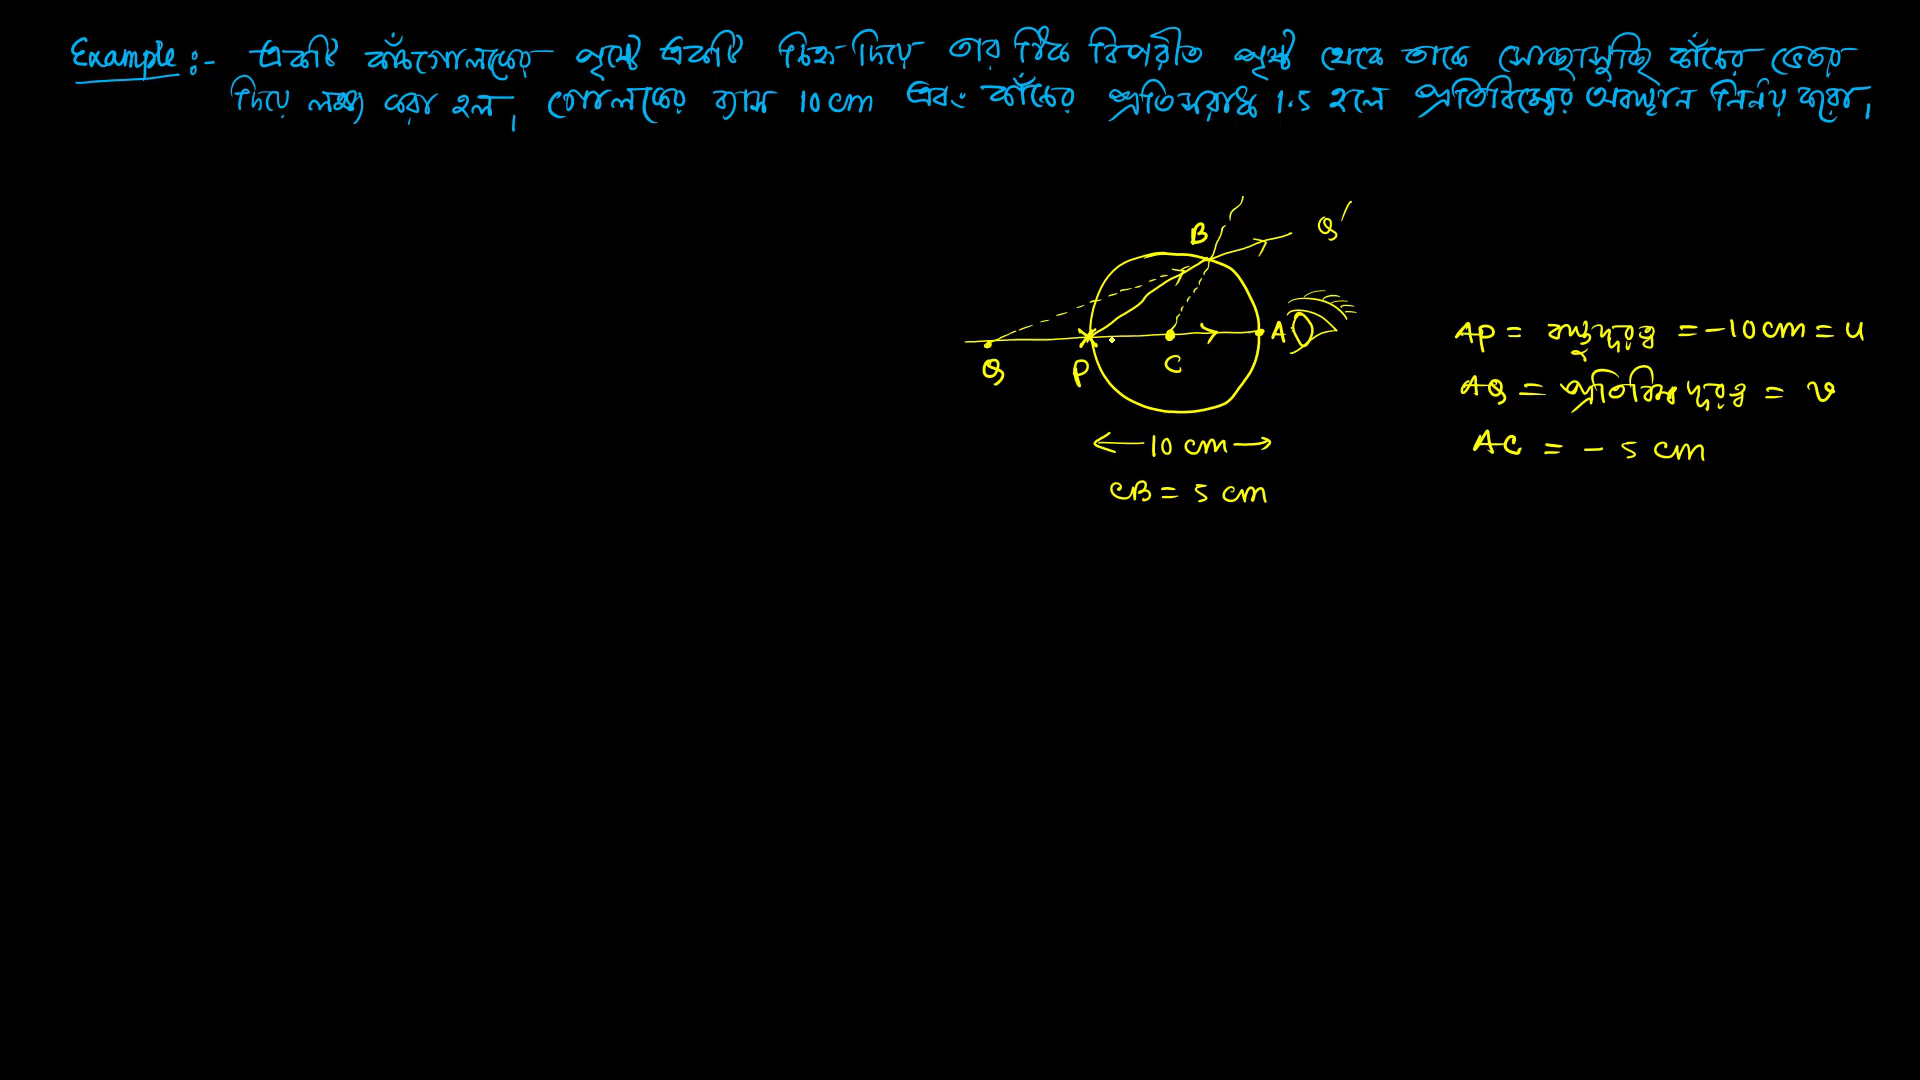 Example :- একটি কাঁচগোলকের পৃষ্ঠে একটি চিহ্ন দিয়ে তার ঠিক বিপরীত পৃষ্ঠ থেকে তাকে সোজাসুজি কাঁচের ভেতর
দিয়ে লক্ষ্য করা হল। গোলকের ব্যাস 10 cm এবং কাঁচের প্রতিসরাঙ্ক 1.5 হলে প্রতিবিম্বের অবস্থান নির্ণয় করো।
B Q'
Q P C A
10 cm
CB = 5 cm
AP = বস্তুদূরত্ব = -10 cm = u
AQ = প্রতিবিম্ব দূরত্ব = v
AC = - 5 cm